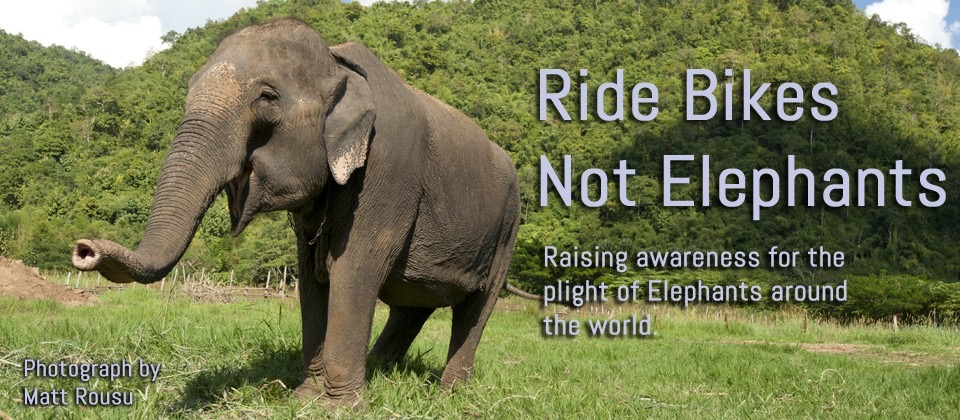 Ride Bikes
Not Elephants
Raising awareness for the
plight of Elephants around
the world.
Photograph by
Matt Rousu